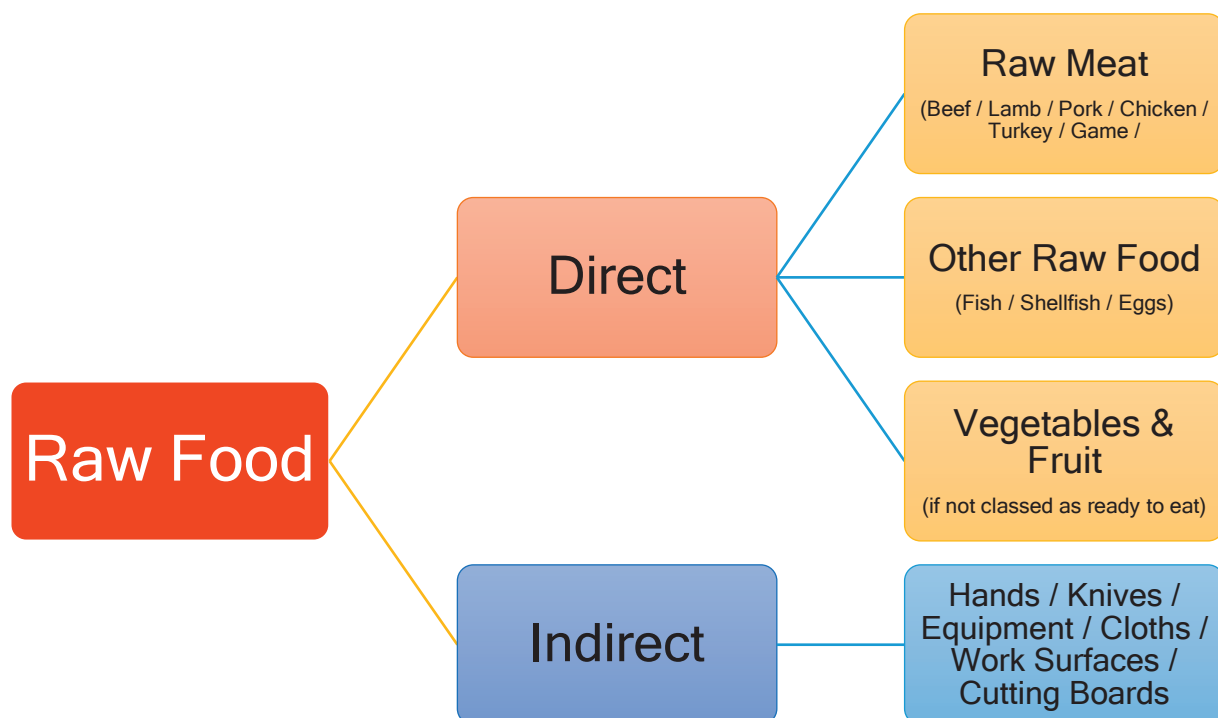 Raw Food
Direct
Indirect
Raw Meat
(Beef / Lamb / Pork / Chicken /
Turkey / Game /
Other Raw Food
(Fish / Shellfish / Eggs)
Vegetables &
Fruit
(if not classed as ready to eat)
Hands / Knives /
Equipment / Cloths /
Work Surfaces /
Cutting Boards